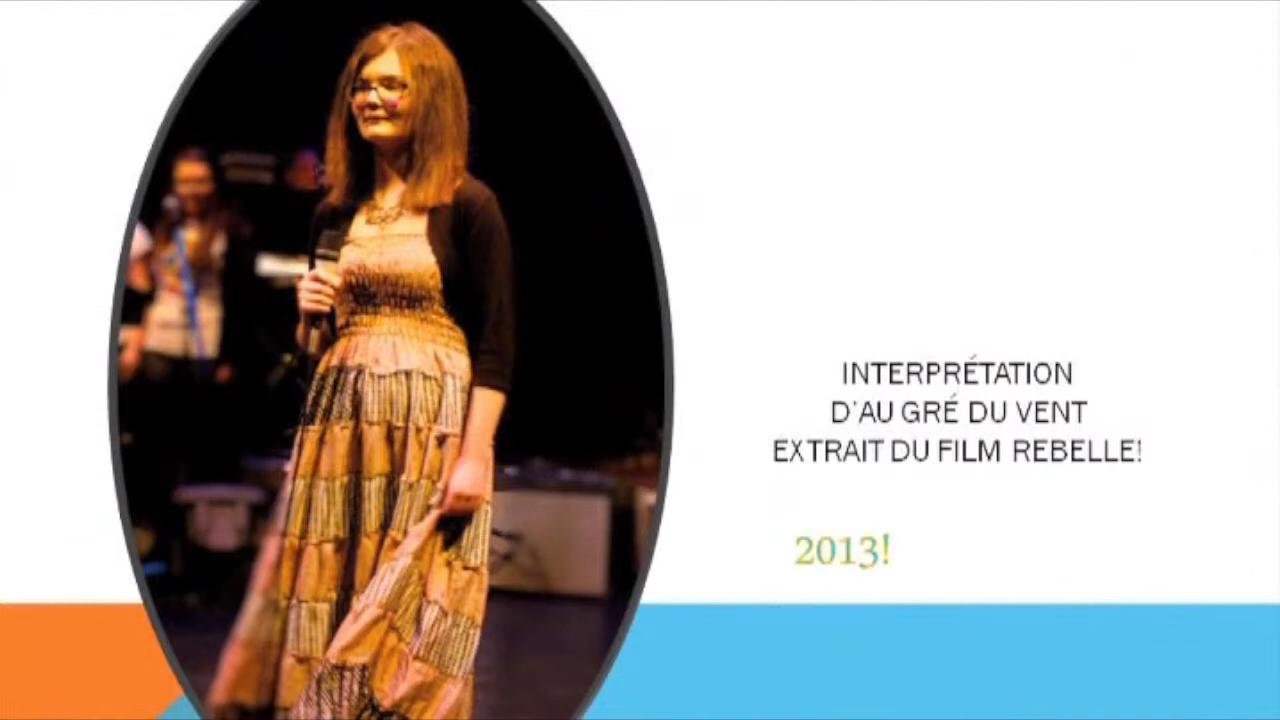 INTERPRÉTATION
D'AU GRÉ DU VENT
EXTRAIT DU FILM REBELLE!
2013!